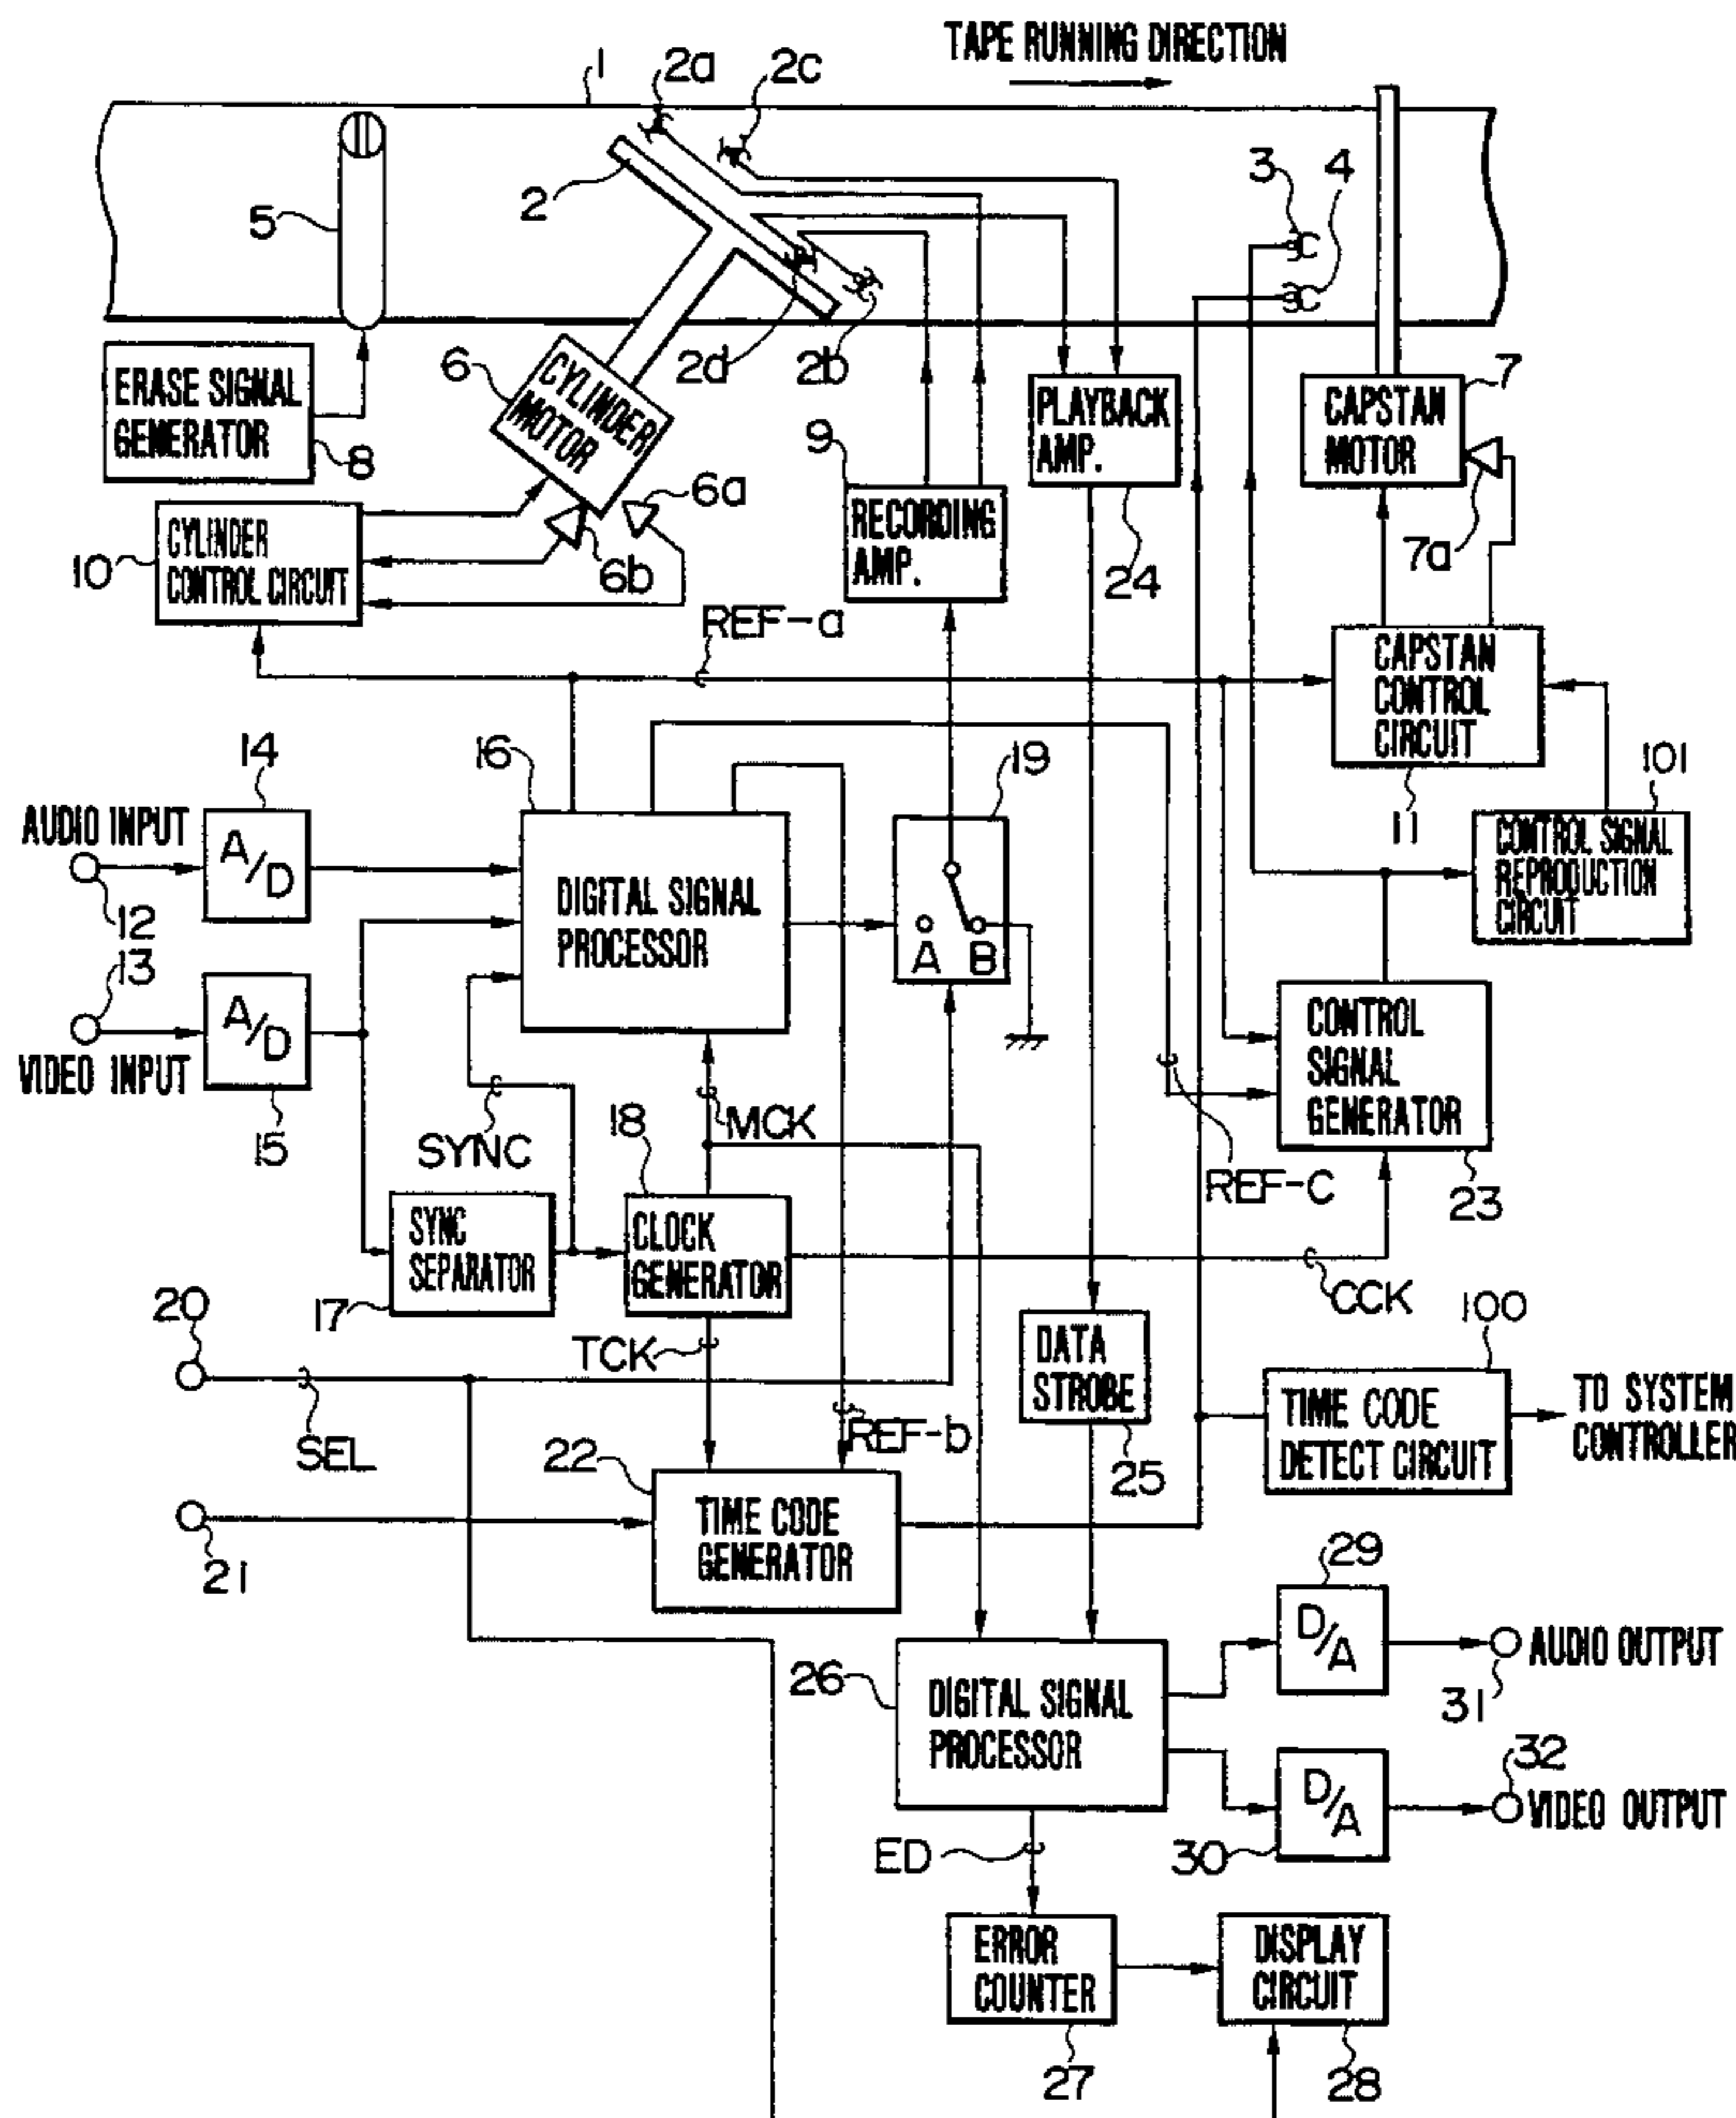 TAPE RUNNING DIRECTION
1
2a
2c
2
3
4
5
2d
2b
6
CYLINDER
MOTOR
ERASE SIGNAL
GENERATOR
8
6a
6b
PLAYBACK
AMP.
24
CAPSTAN
MOTOR
7
7a
9
RECORDING
AMP.
10
CYLINDER
CONTROL CIRCUIT
REF-a
CAPSTAN
CONTROL
CIRCUIT
11
14
16
19
101
AUDIO INPUT
A/D
12
DIGITAL SIGNAL
PROCESSOR
A
B
CONTROL SIGNAL
REPRODUCTION
CIRCUIT
13
A/D
VIDEO INPUT
15
CONTROL
SIGNAL
GENERATOR
23
SYNC
18
MCK
REF-C
SYNC
SEPARATOR
17
CLOCK
GENERATOR
CCK
20
TCK
DATA
STROBE
25
100
TIME CODE
DETECT CIRCUIT
TO SYSTEM
CONTROLLER
SEL
REF-b
22
TIME CODE
GENERATOR
21
29
D/A
AUDIO OUTPUT
31
26
DIGITAL SIGNAL
PROCESSOR
32
D/A
VIDEO OUTPUT
30
ED
ERROR
COUNTER
27
DISPLAY
CIRCUIT
28